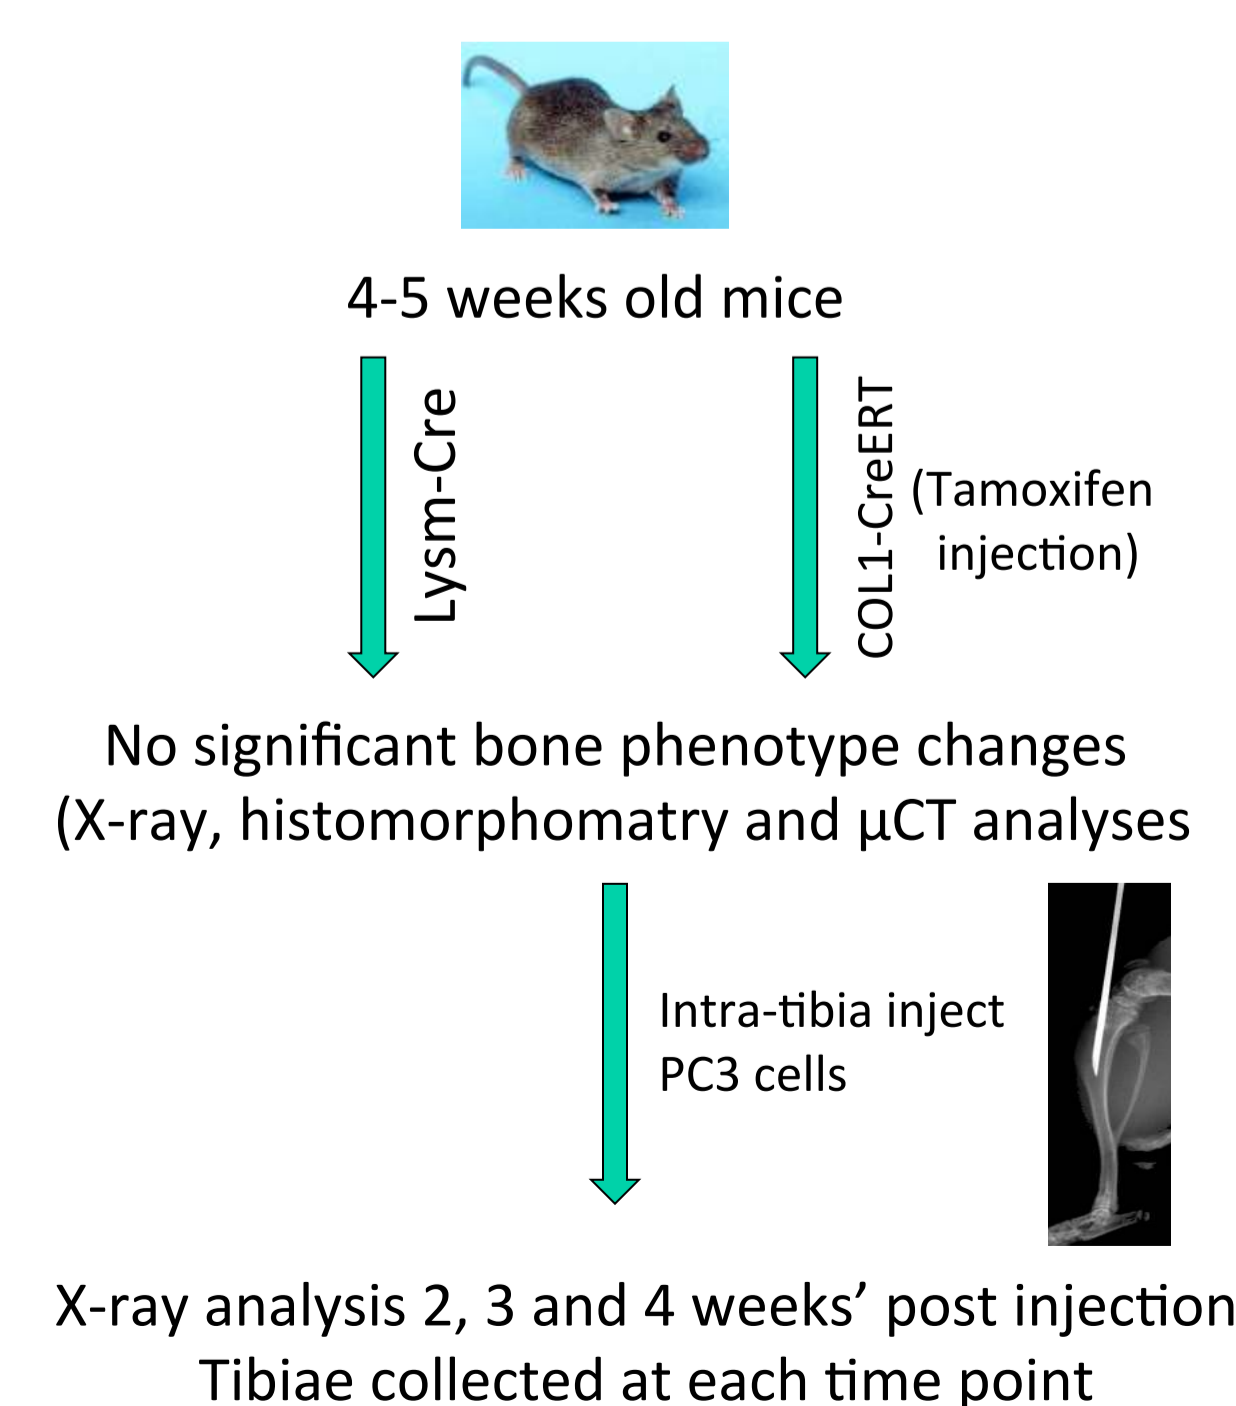 4-5 weeks old mice
Lysm-Cre
COL1-CreERT
(Tamoxifen
injection)
No significant bone phenotype changes
(X-ray, histomorphomatry and µCT analyses
Intra-tibia inject
PC3 cells
X-ray analysis 2, 3 and 4 weeks’ post injection
Tibiae collected at each time point